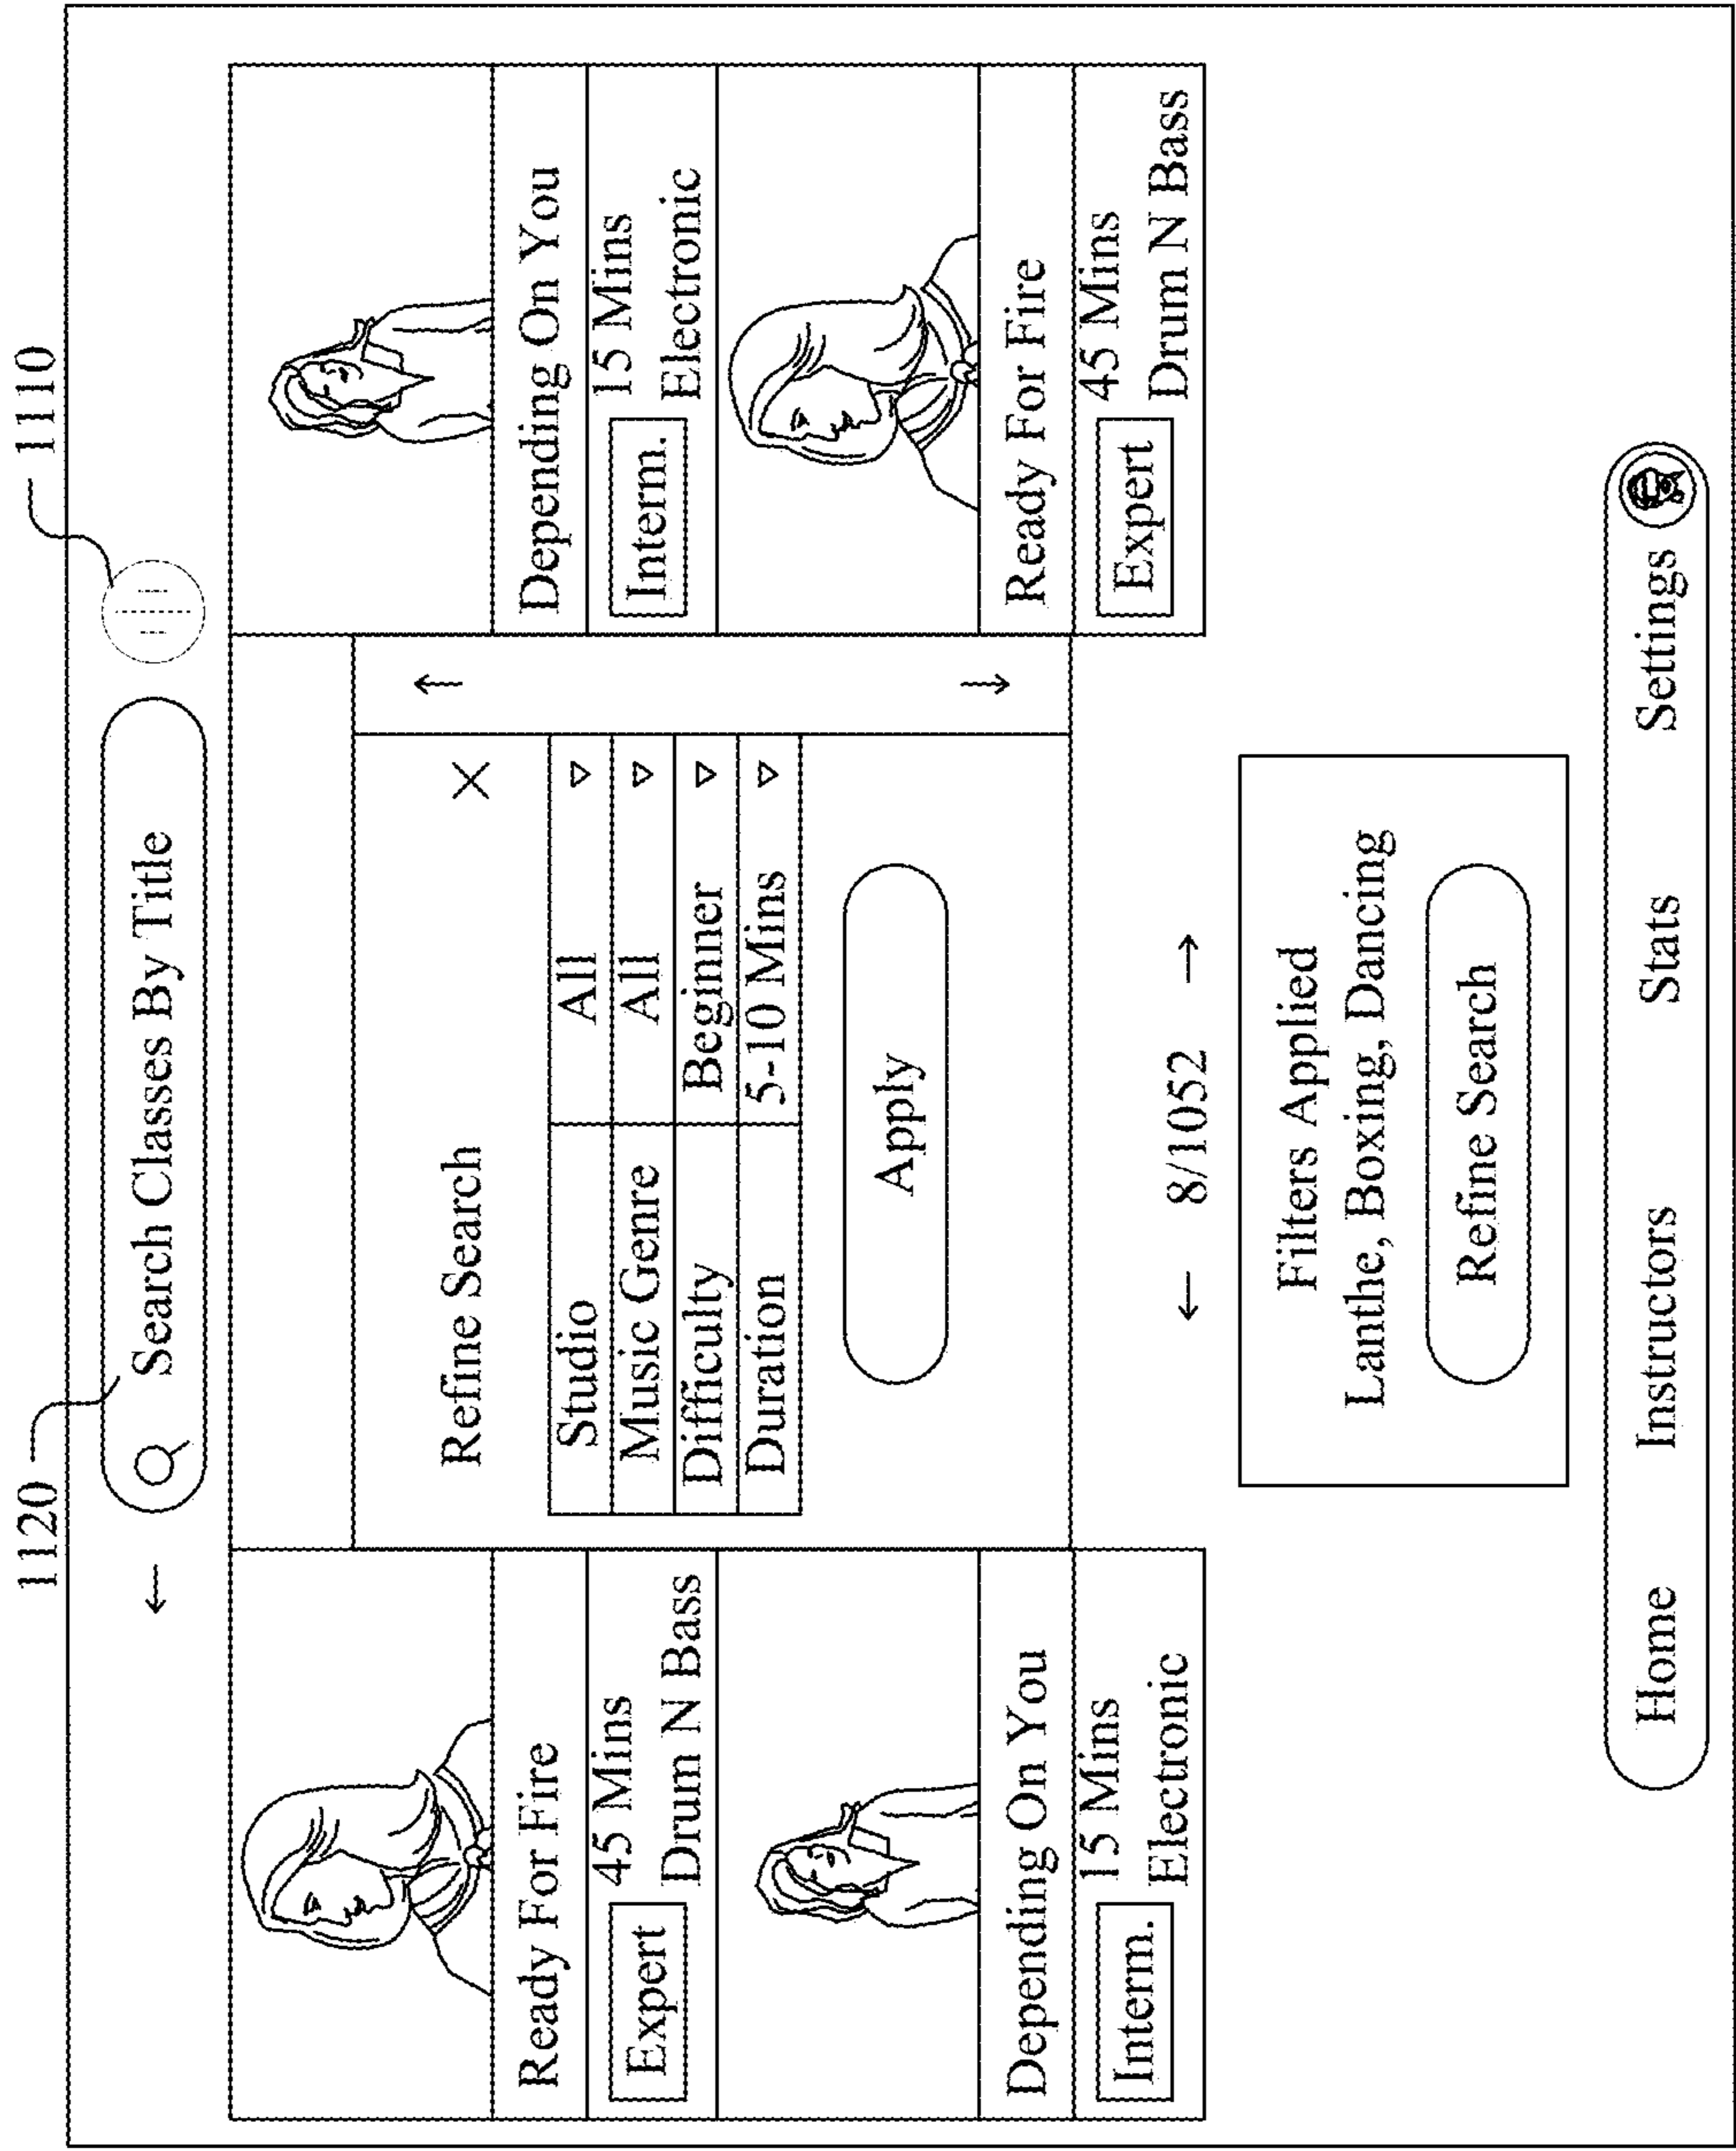 1120
1110
Search Classes By Title
Ready For Fire
Expert
45 Mins
Drum N Bass
Depending On You
Interm.
15 Mins
Electronic
Refine Search
Studio All
Music Genre All
Difficulty Beginner
Duration 5-10 Mins
Apply
Depending On You
Interm.
15 Mins
Electronic
Ready For Fire
Expert
45 Mins
Drum N Bass
← 8/1052 →
Filters Applied
Lanthe, Boxing, Dancing
Refine Search
Home Instructors Stats Settings